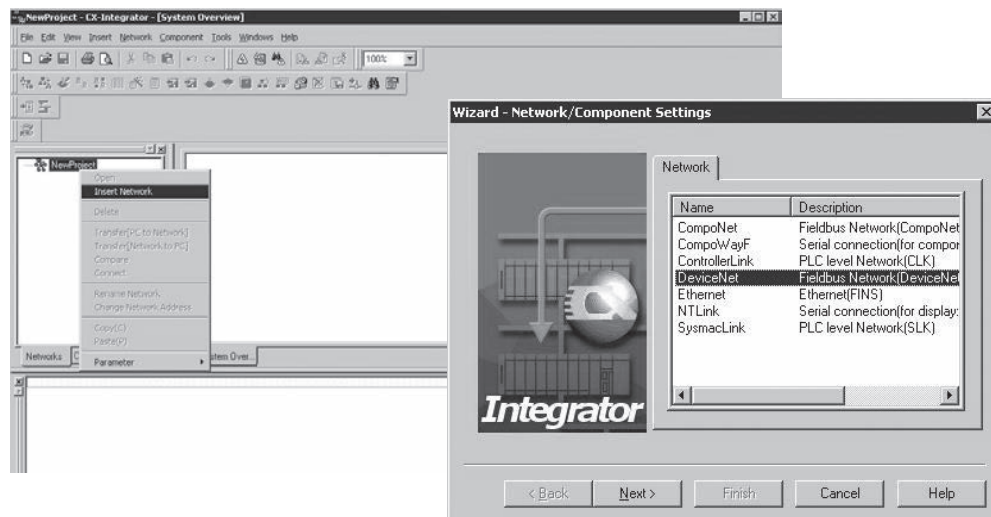 NewProject - CX-Integrator - [System Overview]
File Edit View Insert Network Component Tools Windows Help
100%
NewProject
Open
Insert Network
Delete
Transfer[PC to Network]
Transfer[Network to PC]
Compare
Connect
Rename Network
Change Network Address
Copy(C)
Paste(P)
Parameter
Networks
stem Over...
Wizard - Network/Component Settings
Network
Name Description
CompoNet Fieldbus Network(CompoNet
CompoWayF Serial connection(for compor
ControllerLink PLC level Network(CLK)
DeviceNet Fieldbus Network(DeviceNe
Ethernet Ethernet(FINS)
NTLink Serial connection(for display:
SysmacLink PLC level Network(SLK)
CX
Integrator
< Back Next > Finish Cancel Help